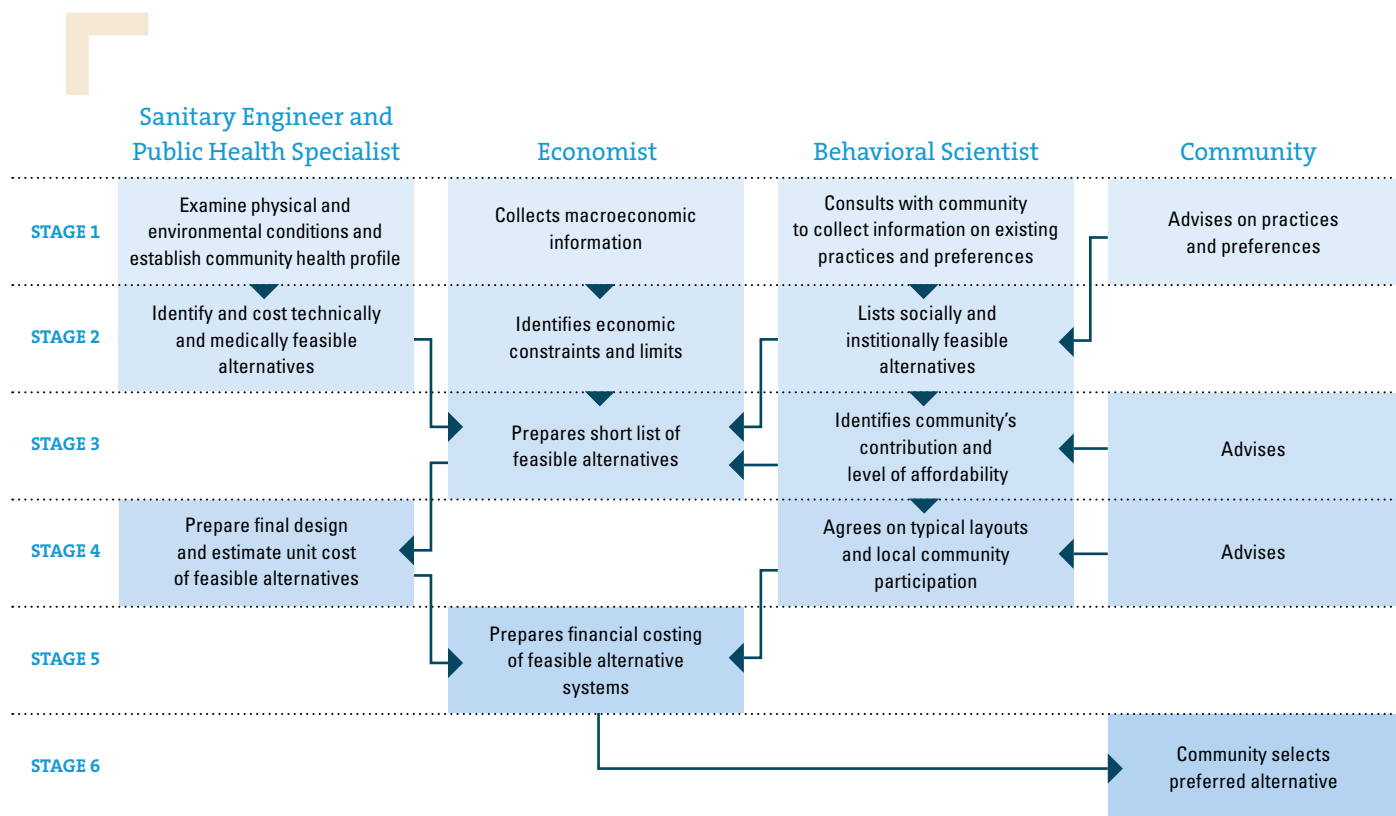 Sanitary Engineer and
Public Health Specialist
Economist
Behavioral Scientist
Community
STAGE 1
Examine physical and
environmental conditions and
establish community health profile
Collects macroeconomic
information
Consults with community
to collect information on existing
practices and preferences
Advises on practices
and preferences
STAGE 2
Identify and cost technically
and medically feasible
alternatives
Identifies economic
constraints and limits
Lists socially and
institionally feasible
alternatives
STAGE 3
Prepares short list of
feasible alternatives
Identifies community's
contribution and
level of affordability
Advises
STAGE 4
Prepare final design
and estimate unit cost
of feasible alternatives
Agrees on typical layouts
and local community
participation
Advises
STAGE 5
Prepares financial costing
of feasible alternative
systems
STAGE 6
Community selects
preferred alternative